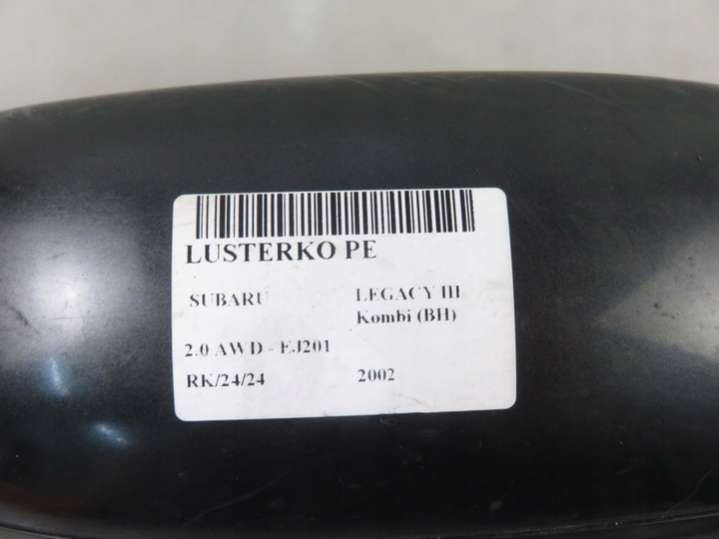 LUSTERKO PE
SUBARU LEGACY III
Kombi (BH)
2.0 AWD - EJ201
RK/24/24 2002